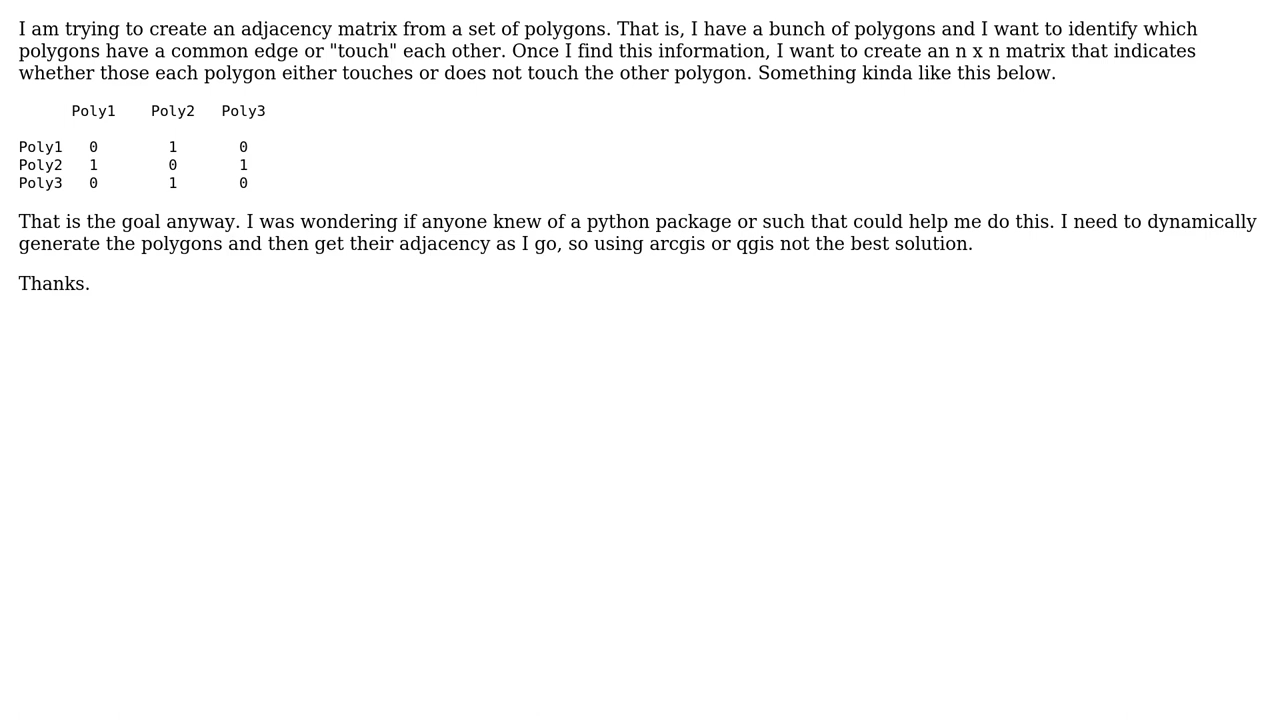 I am trying to create an adjacency matrix from a set of polygons. That is, I have a bunch of polygons and I want to identify which
polygons have a common edge or "touch" each other. Once I find this information, I want to create an n x n matrix that indicates
whether those each polygon either touches or does not touch the other polygon. Something kinda like this below.
Poly1 Poly2 Poly3
Poly1 0 1 0
Poly2 1 0 1
Poly3 0 1 0
That is the goal anyway. I was wondering if anyone knew of a python package or such that could help me do this. I need to dynamically
generate the polygons and then get their adjacency as I go, so using arcgis or qgis not the best solution.
Thanks.